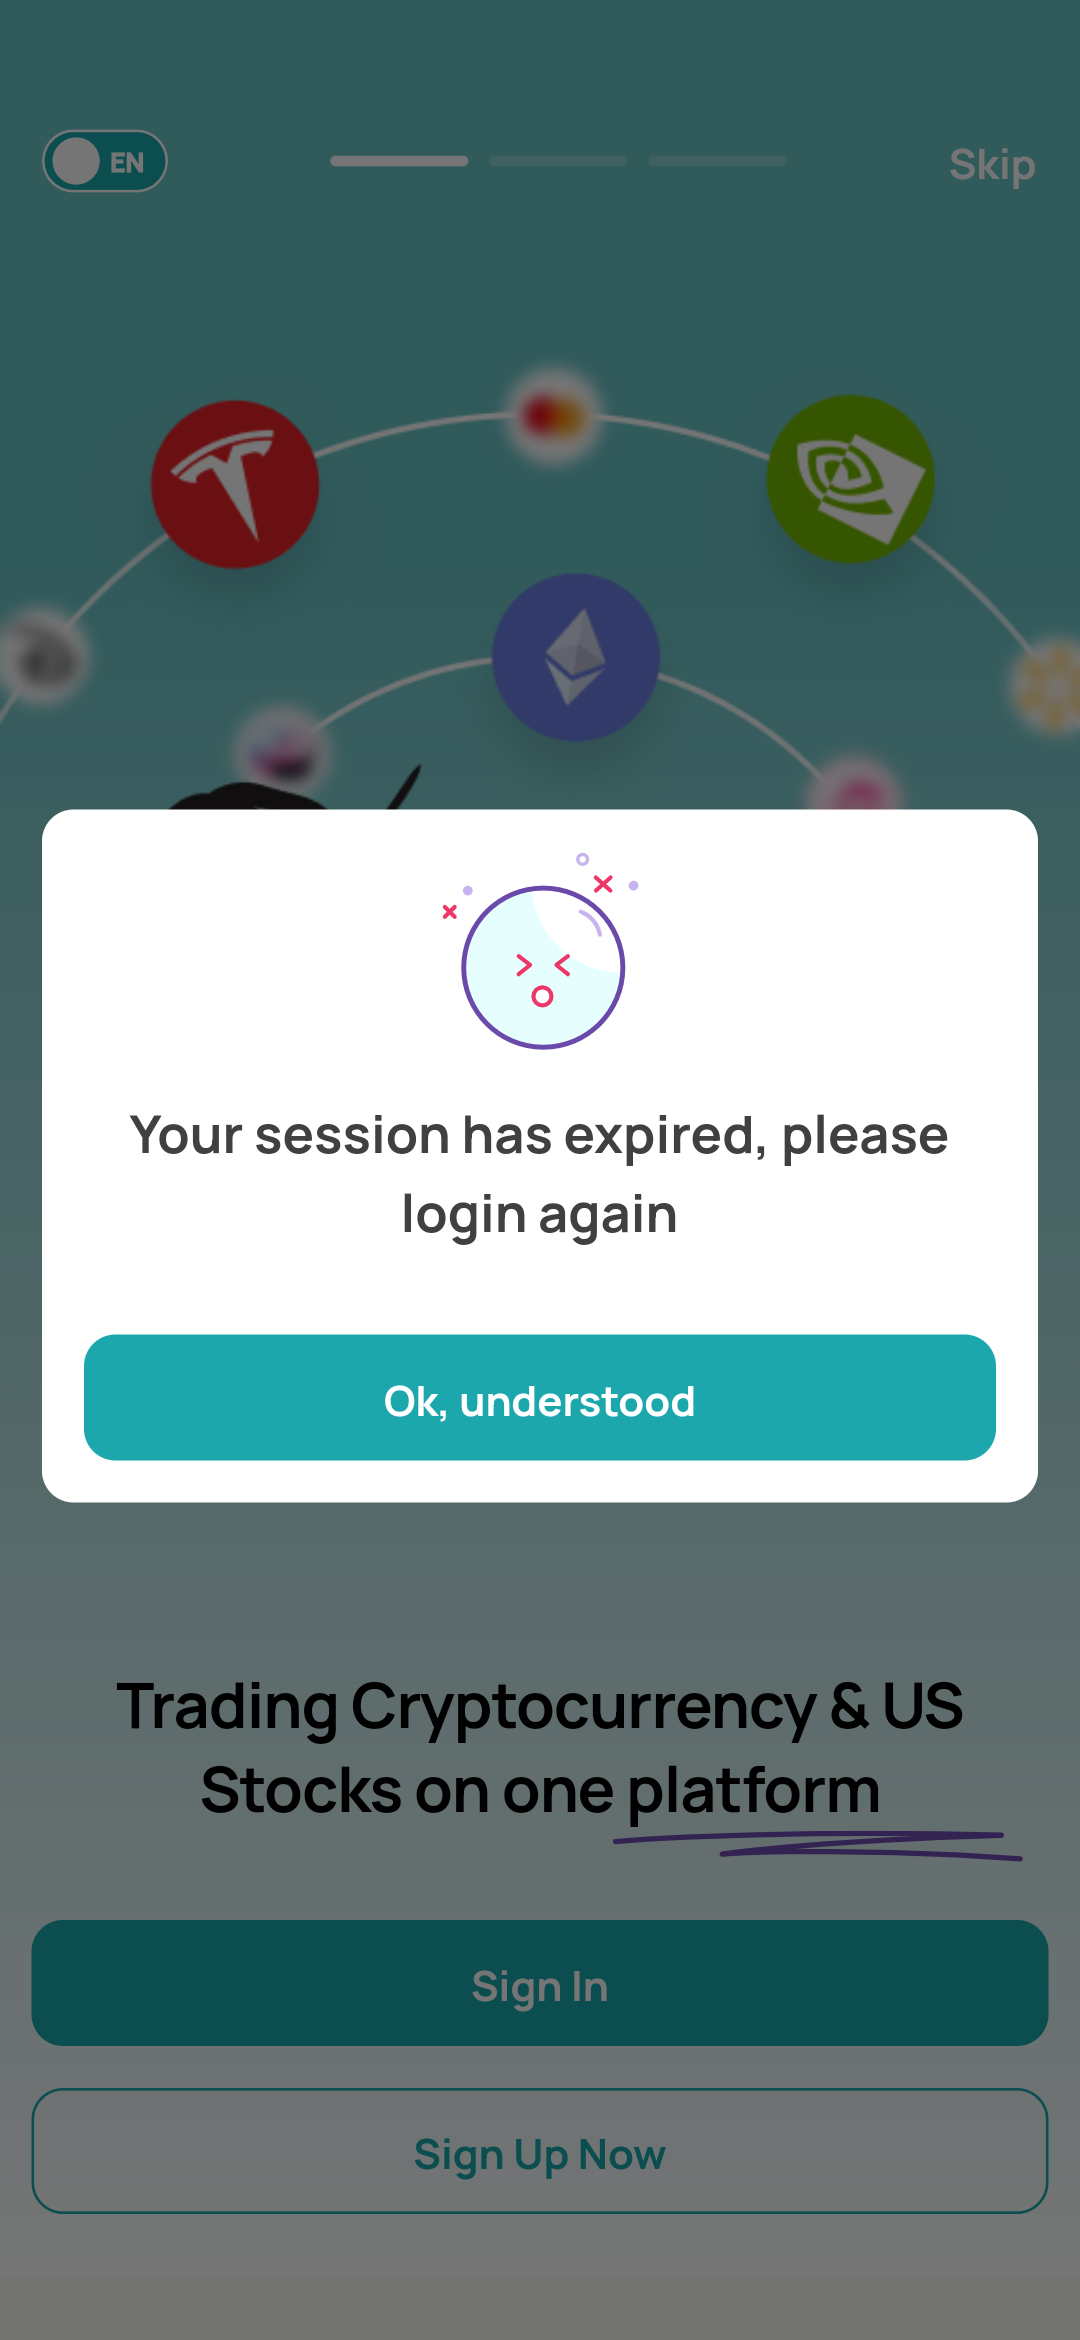 EN
Skip
Your session has expired, please
login again
Ok, understood
Trading Cryptocurrency & US
Stocks on one platform
Sign In
Sign Up Now